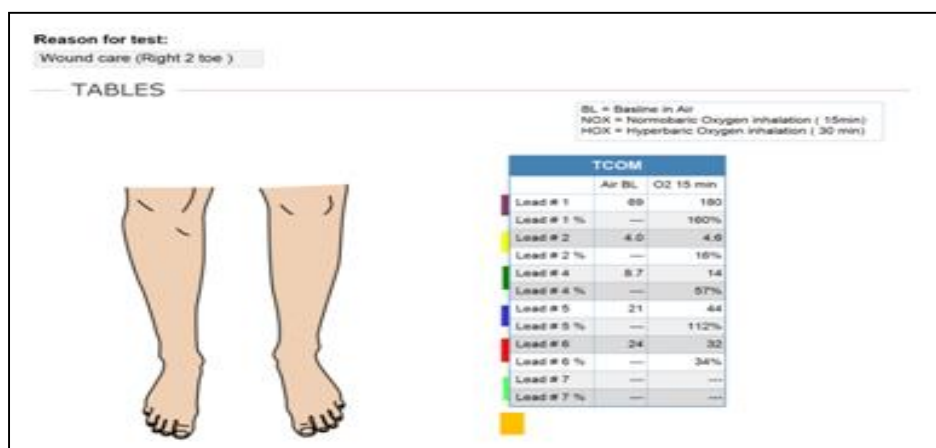 Reason for test:
Wound care (Right 2 toe )
TABLES
BL = Basline in Air
NOX = Normobaric Oxygen inhalation ( 15min)
HOX = Hyperbaric Oxygen inhalation ( 30 min)
TCOM
Air BL O2 15 min
Lead # 1 69 180
Lead # 1 % --- 160%
Lead # 2 4.0 4.6
Lead # 2 % --- 16%
Lead # 4 8.7 14
Lead # 4 % --- 57%
Lead # 5 21 44
Lead # 5 % --- 112%
Lead # 6 24 32
Lead # 6 % --- 34%
Lead # 7 --- ---
Lead # 7 % --- ---